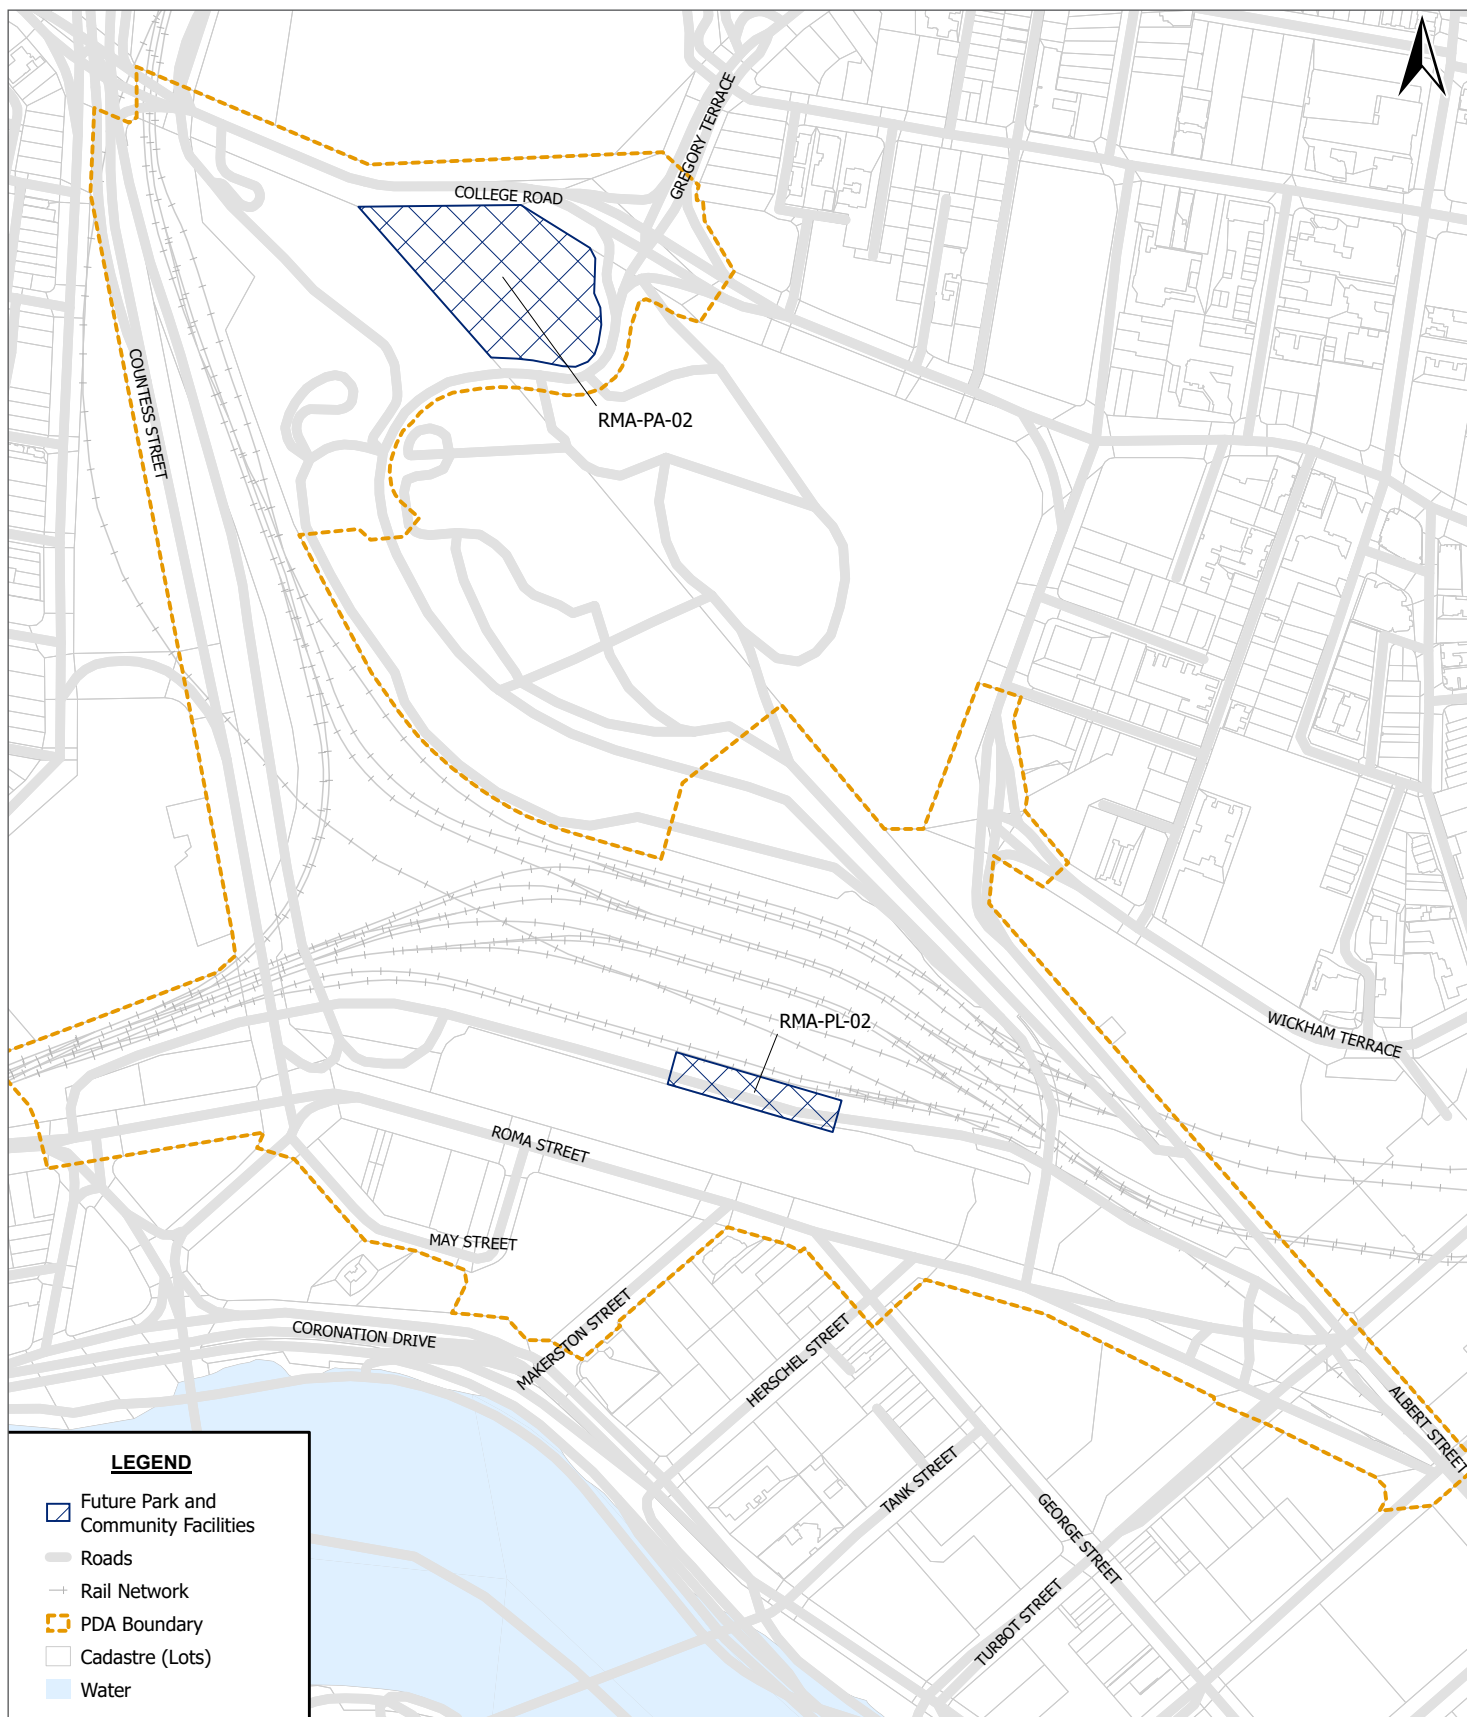 GREGORY TERRACE
COLLEGE ROAD
COUNTESS STREET
RMA-PA-02
RMA-PL-02
WICKHAM TERRACE
ROMA STREET
MAY STREET
MAKERSTON STREET
CORONATION DRIVE
HERSCHEL STREET
ALBERT STREET
TANK STREET
GEORGE STREET
TURBOT STREET
LEGEND
Future Park and
Community Facilities
Roads
Rail Network
PDA Boundary
Cadastre (Lots)
Water